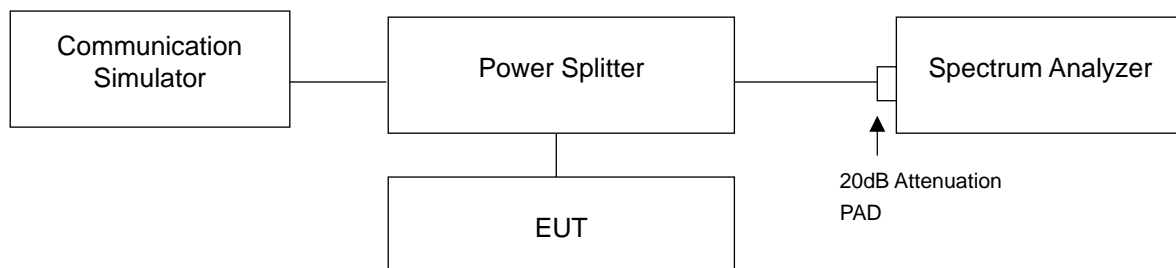 Communication
Simulator
Power Splitter
Spectrum Analyzer
20dB Attenuation
PAD
EUT